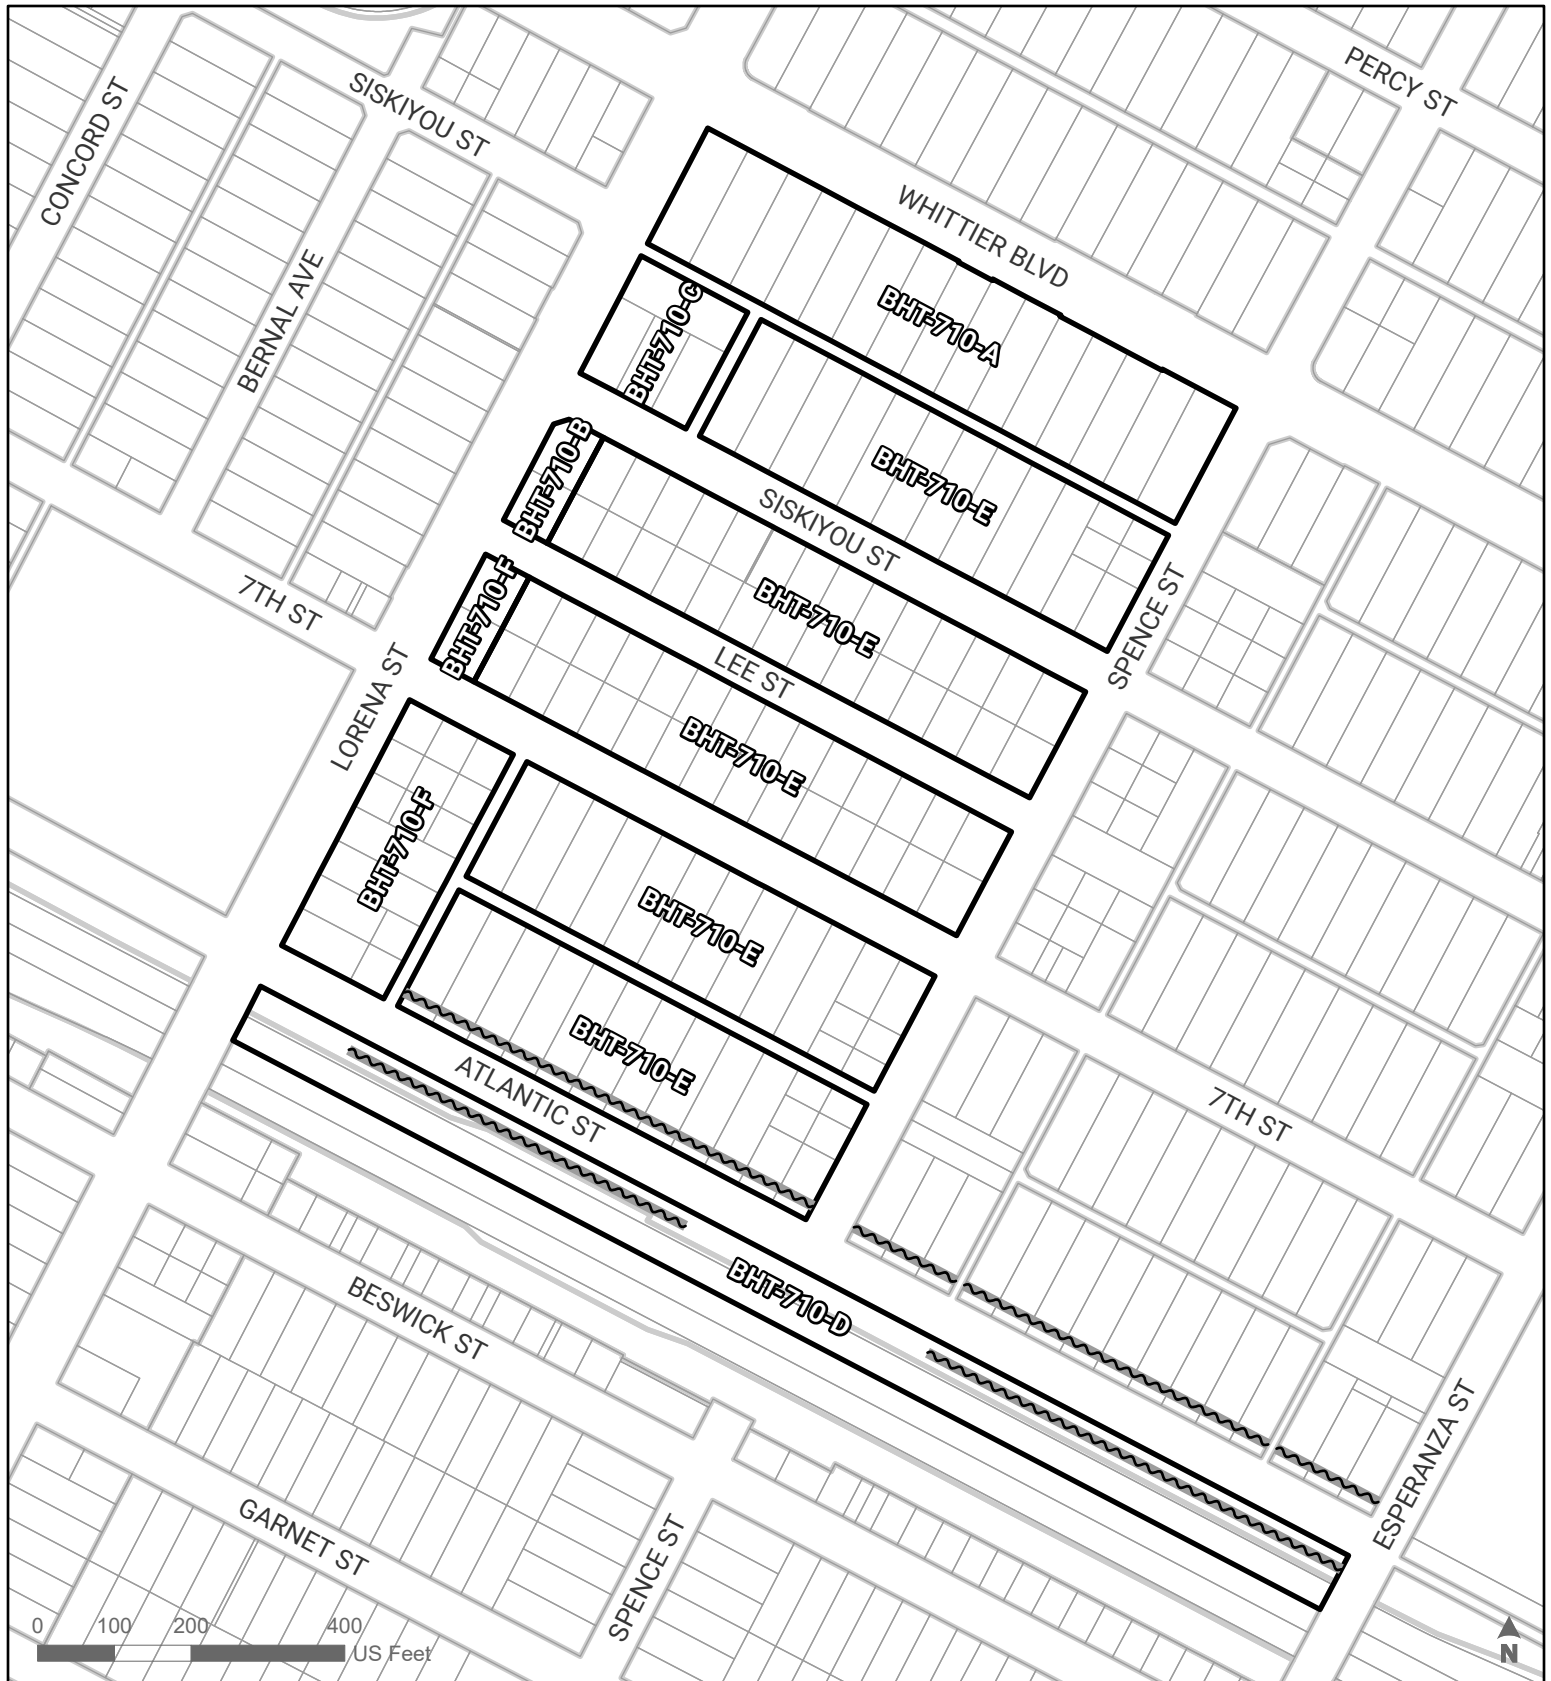 PERCY ST
SISKIYOU ST
CONCORD ST
WHITTIER BLVD
BERNAL AVE
BHT-710-A
BHT-710-C
BHT-710-E
BHT-710-B
SISKIYOU ST
7TH ST
BHT-710-F
BHT-710-E
SPENCE ST
LEE ST
LORENA ST
BHT-710-E
BHT-710-F
BHT-710-E
BHT-710-E
ATLANTIC ST
7TH ST
BHT-710-D
BESWICK ST
ESPERANZA ST
GARNET ST
SPENCE ST
0 100 200 400
US Feet
N